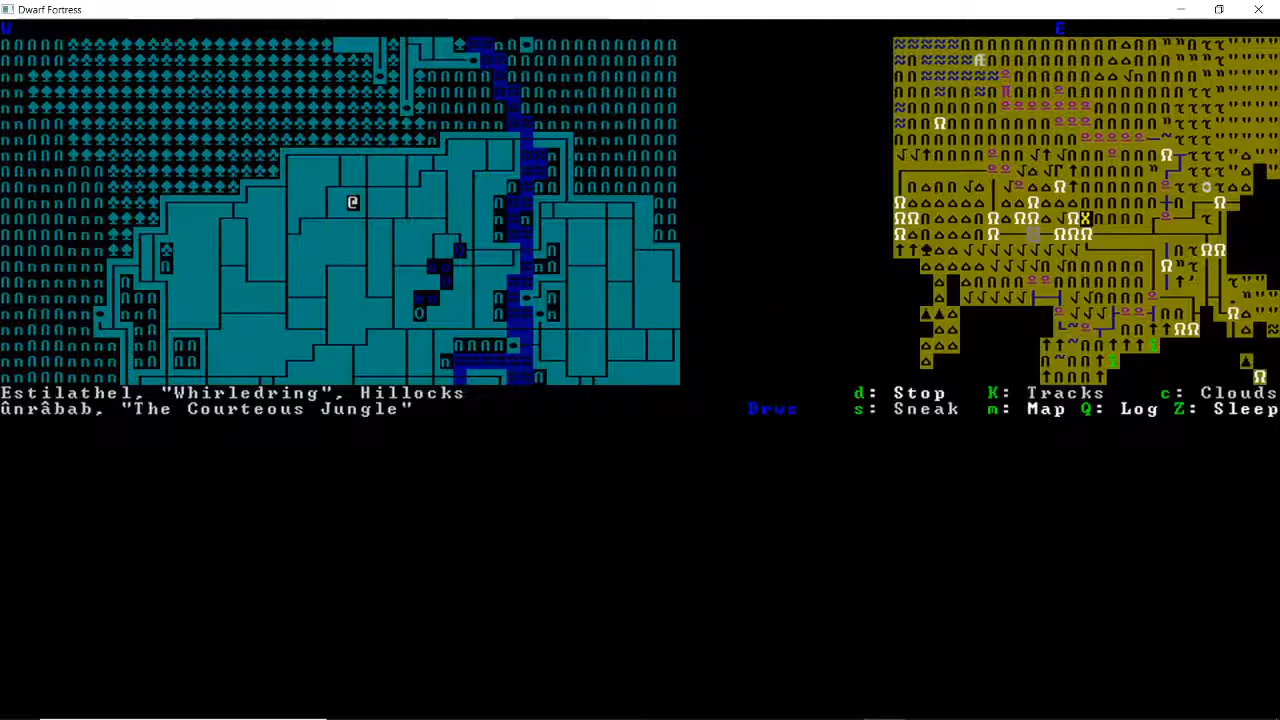 Dwarf Fortress
W E
Estilathel, "Whirledring", Hillocks d: Stop K: Tracks c: Clouds
ûnrâbab, "The Courteous Jungle" Drws s: Sneak m: Map Q: Log Z: Sleep